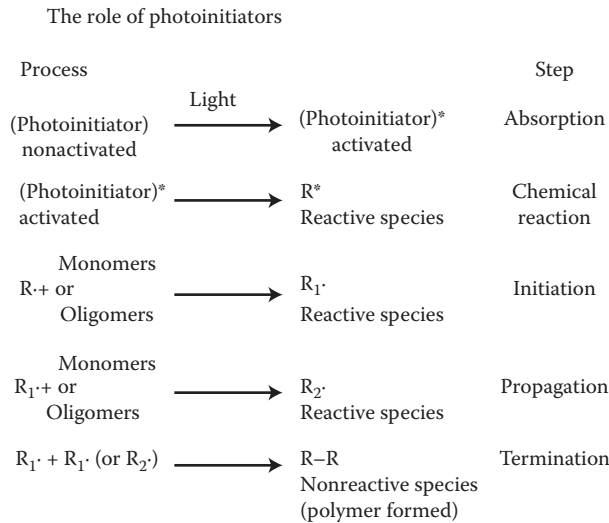 The role of photoinitiators
Process Step
Light
(Photoinitiator) (Photoinitiator)* Absorption
nonactivated activated
(Photoinitiator)* R* Chemical
activated Reactive species reaction
Monomers
R·+ or R₁· Initiation
Oligomers Reactive species
Monomers
R₁·+ or R₂· Propagation
Oligomers Reactive species
R₁· + R₁· (or R₂·) R–R Termination
Nonreactive species
(polymer formed)